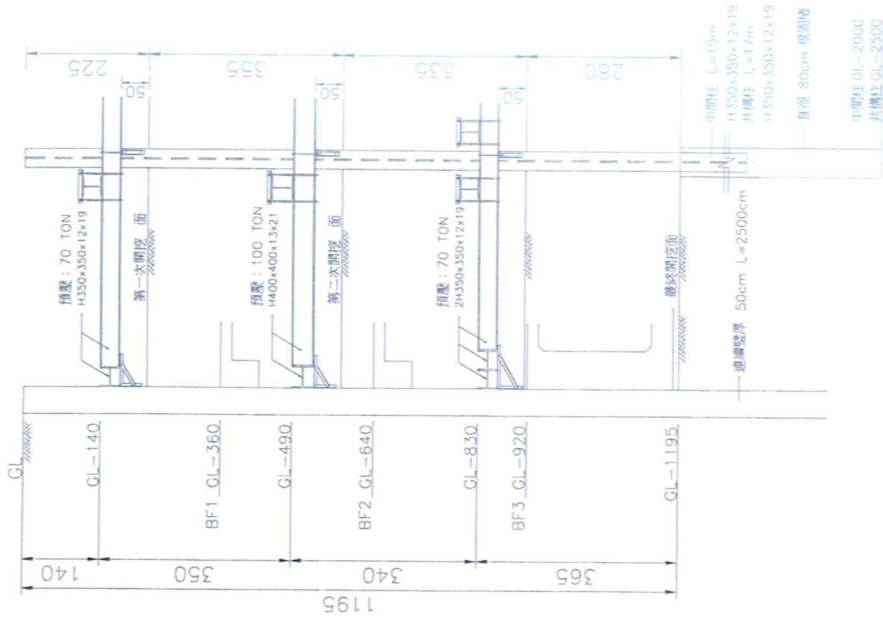 225
355
335
280
50
50
50
預壓：70 TON
H350x350x12x19
第一次開挖 面
預壓：100 TON
H400x400x13x21
第二次開挖 面
預壓：70 TON
2H350x350x12x19
最終開挖面
連續壁厚 50cm L=2500cm
中間柱 L=15m
H350x350x12x19
共構柱 L=17m
H350x350x12x19
直徑 80cm
中間柱GL-2000
共構柱GL-2500
GL
GL-140
BF1 GL-360
GL-490
BF2 GL-640
GL-830
BF3 GL-920
GL-1195
140
350
340
365
1195